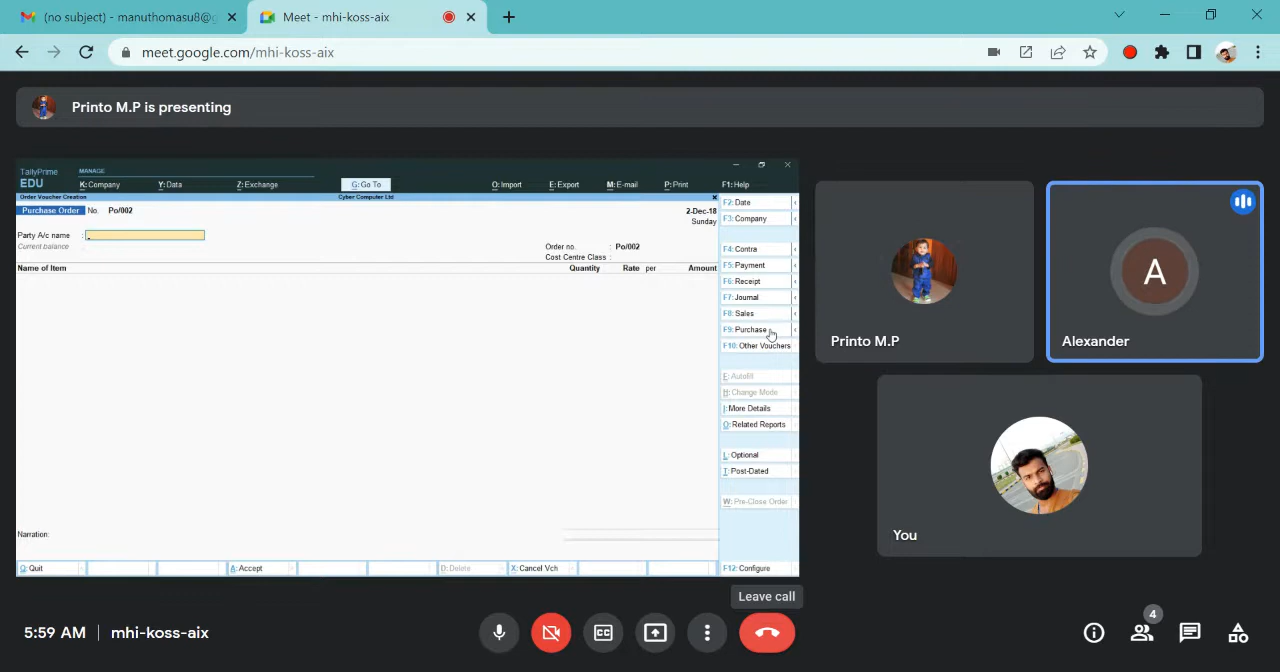 (no subject) - manuthomasu8@g
Meet - mhi-koss-aix
meet.google.com/mhi-koss-aix
Printo M.P is presenting
TallyPrime
EDU
MANAGE
K: Company
Y: Data
Z: Exchange
G: Go To
O: Import
E: Export
M: E-mail
P: Print
F1: Help
Order Voucher Creation
Cyber Computer Ltd
Purchase Order No. Po/002
2-Dec-18
Sunday
Party A/c name :
Current balance
Order no. : Po/002
Cost Centre Class :
Name of Item
Quantity
Rate per
Amount
Narration:
F2: Date
F3: Company
F4: Contra
F5: Payment
F6: Receipt
F7: Journal
F8: Sales
F9: Purchase
F10: Other Vouchers
E: Autofill
H: Change Mode
I: More Details
O: Related Reports
L: Optional
T: Post-Dated
W: Pre-Close Order
Q: Quit
A: Accept
D: Delete
X: Cancel Vch
F12: Configure
Printo M.P
A
Alexander
You
Leave call
5:59 AM | mhi-koss-aix
CC
4